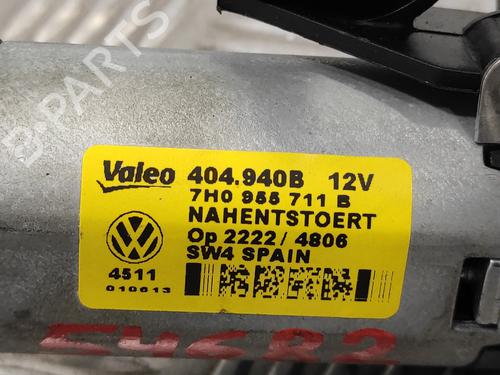 B-PARTS
Valeo 404.940B 12V
7H0 955 711 B
NAHENTSTOERT
Op 2222 / 4806
SW4 SPAIN
4511
010613